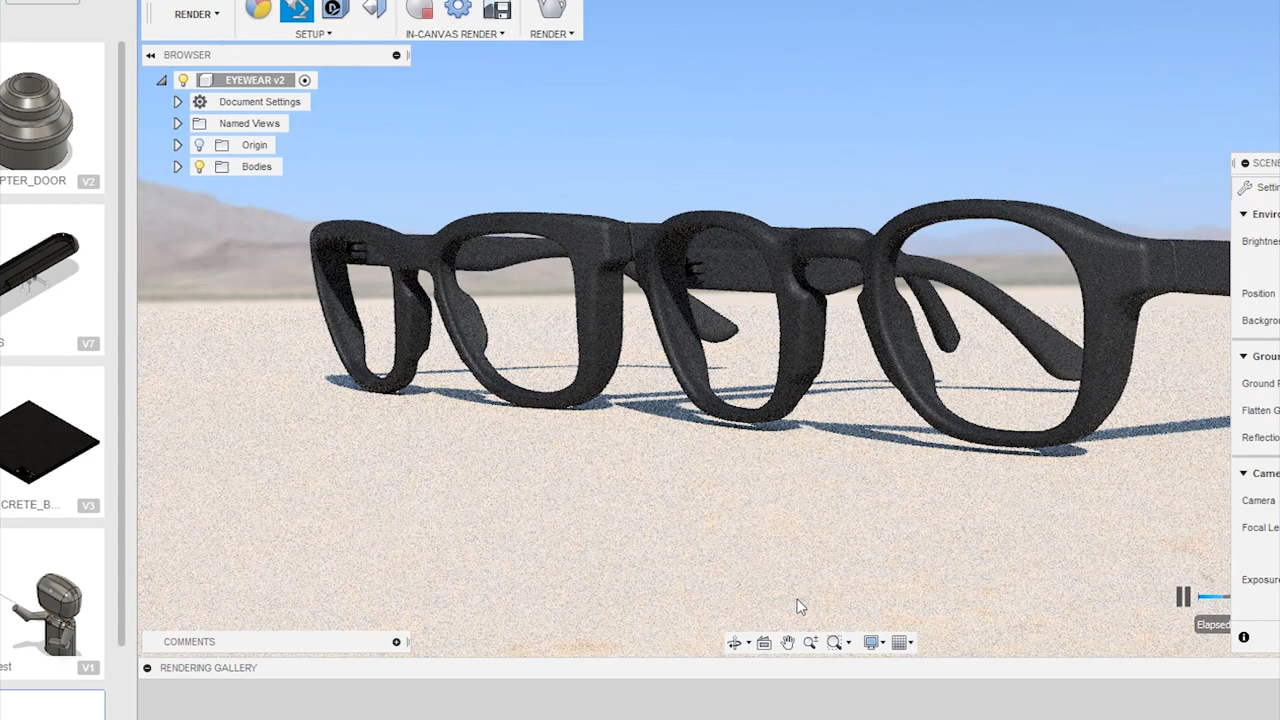 RENDER
SETUP
IN-CANVAS RENDER
RENDER
BROWSER
EYEWEAR v2
Document Settings
Named Views
Origin
Bodies
PTER_DOOR V2
S V7
CRETE_B... V3
est V1
SCENE
Settin
Enviro
Brightnes
Position
Backgrou
Groun
Ground P
Flatten G
Reflectio
Came
Camera
Focal Le
Exposure
Elapsed
COMMENTS
RENDERING GALLERY